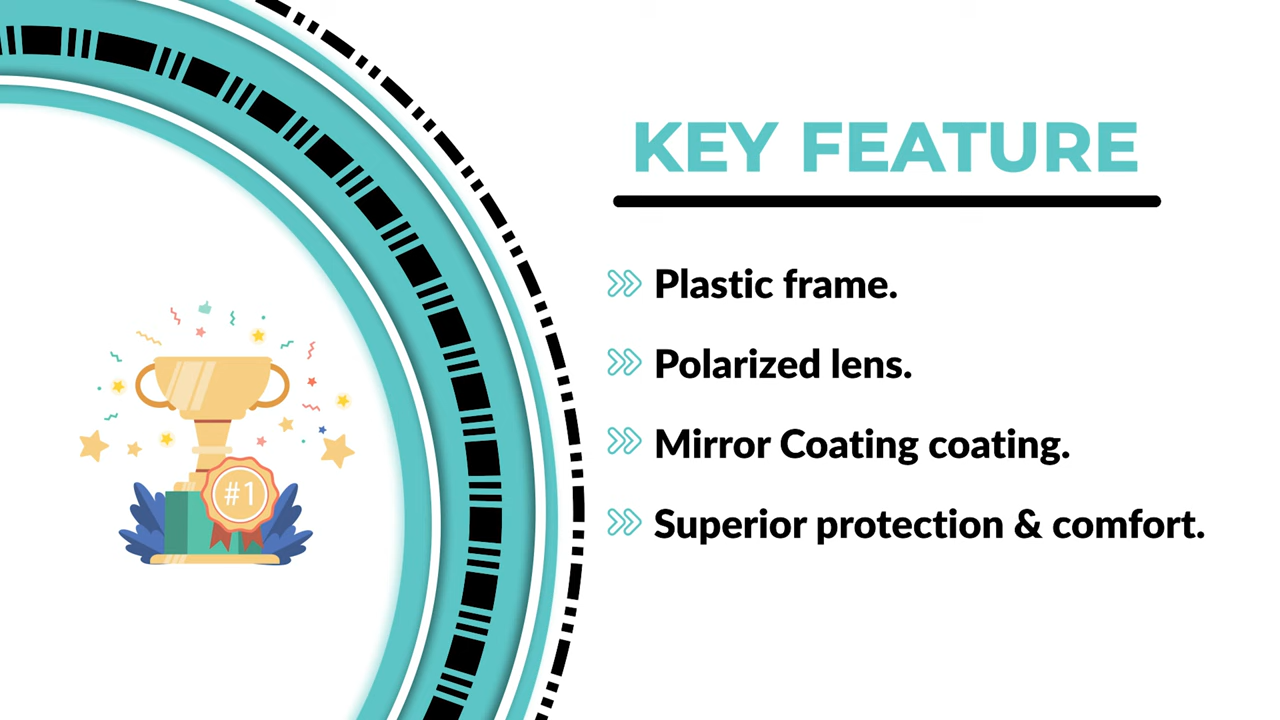 KEY FEATURE
Plastic frame.
Polarized lens.
Mirror Coating coating.
Superior protection & comfort.
#1